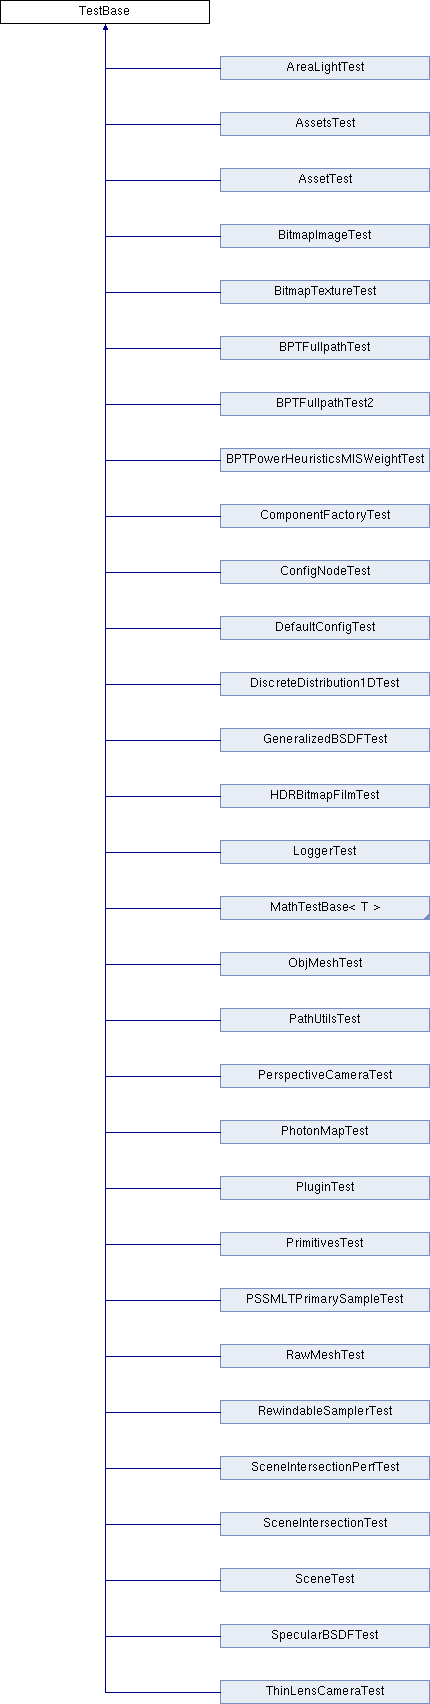 TestBase
AreaLightTest
AssetsTest
AssetTest
BitmapImageTest
BitmapTextureTest
BPTFullpathTest
BPTFullpathTest2
BPTPowerHeuristicsMISWeightTest
ComponentFactoryTest
ConfigNodeTest
DefaultConfigTest
DiscreteDistribution1DTest
GeneralizedBSDFTest
HDRBitmapFilmTest
LoggerTest
MathTestBase< T >
ObjMeshTest
PathUtilsTest
PerspectiveCameraTest
PhotonMapTest
PluginTest
PrimitivesTest
PSSMLTPrimarySampleTest
RawMeshTest
RewindableSamplerTest
SceneIntersectionPerfTest
SceneIntersectionTest
SceneTest
SpecularBSDFTest
ThinLensCameraTest